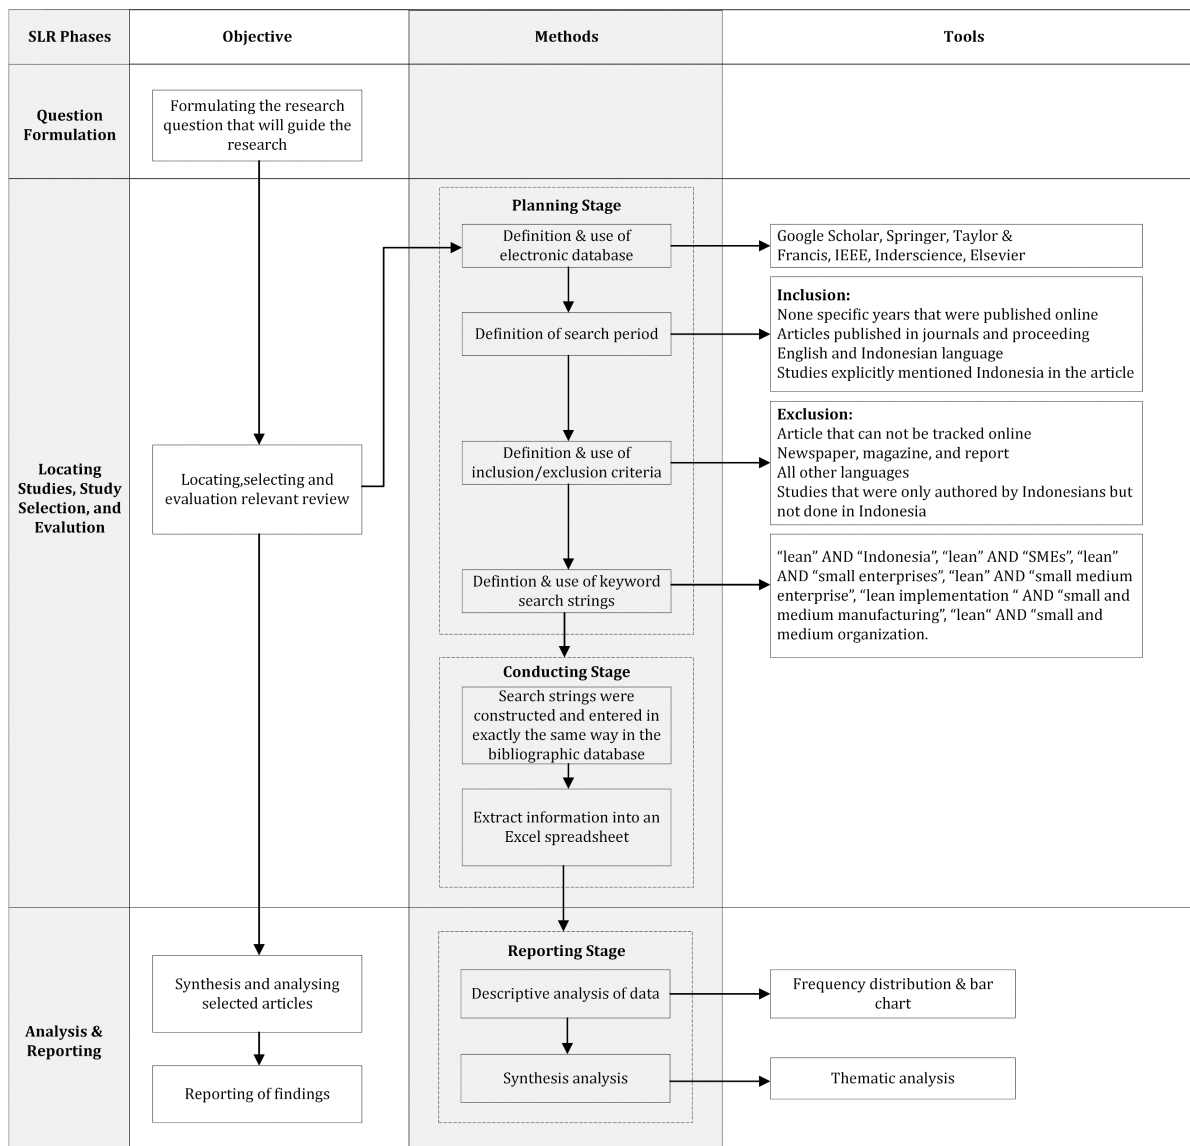 SLR Phases
Objective
Methods
Tools
Question
Formulation
Formulating the research
question that will guide the
research
Locating
Studies, Study
Selection, and
Evalution
Locating,selecting and
evaluation relevant review
Planning Stage
Definition & use of
electronic database
Google Scholar, Springer, Taylor &
Francis, IEEE, Inderscience, Elsevier
Definition of search period
Inclusion:
None specific years that were published online
Articles published in journals and proceeding
English and Indonesian language
Studies explicitly mentioned Indonesia in the article
Definition & use of
inclusion/exclusion criteria
Exclusion:
Article that can not be tracked online
Newspaper, magazine, and report
All other languages
Studies that were only authored by Indonesians but
not done in Indonesia
Defintion & use of keyword
search strings
“lean” AND “Indonesia”, “lean” AND “SMEs”, “lean”
AND “small enterprises”, “lean” AND “small medium
enterprise”, “lean implementation “ AND “small and
medium manufacturing”, “lean“ AND “small and
medium organization.
Conducting Stage
Search strings were
constructed and entered in
exactly the same way in the
bibliographic database
Extract information into an
Excel spreadsheet
Analysis &
Reporting
Synthesis and analysing
selected articles
Reporting of findings
Reporting Stage
Descriptive analysis of data
Frequency distribution & bar
chart
Synthesis analysis
Thematic analysis